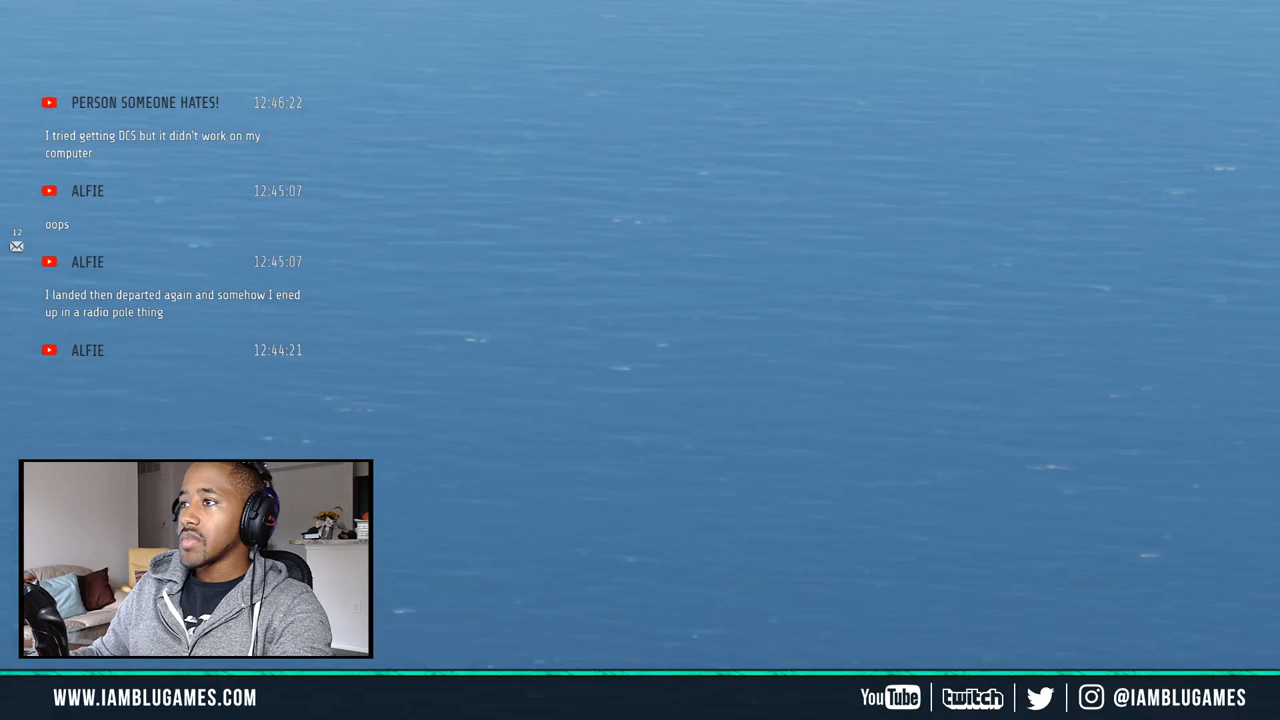 PERSON SOMEONE HATES! 12:46:22
I tried getting DCS but it didn't work on my
computer
ALFIE 12:45:07
oops
12
ALFIE 12:45:07
I landed then departed again and somehow I ened
up in a radio pole thing
ALFIE 12:44:21
WWW.IAMBLUGAMES.COM
YouTube
twitch
@IAMBLUGAMES